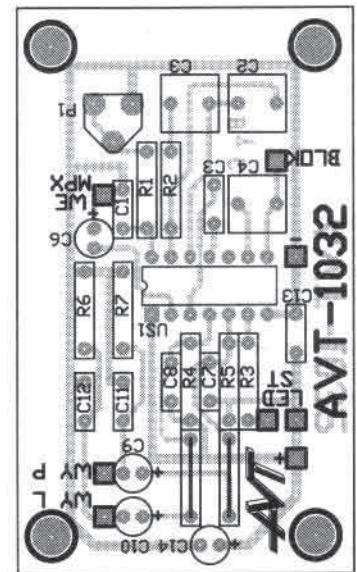 C3
C2
P1
C3
C4
BLOK
WE
MPX
C1
R1
R2
+
C6
-
R6
R7
US1
C13
AVT-1032
C12
C11
C8
R4
C7
R5
R3
ST
LED
C9
WY P
+
WY L
C10
+
C14
+
AVT
+